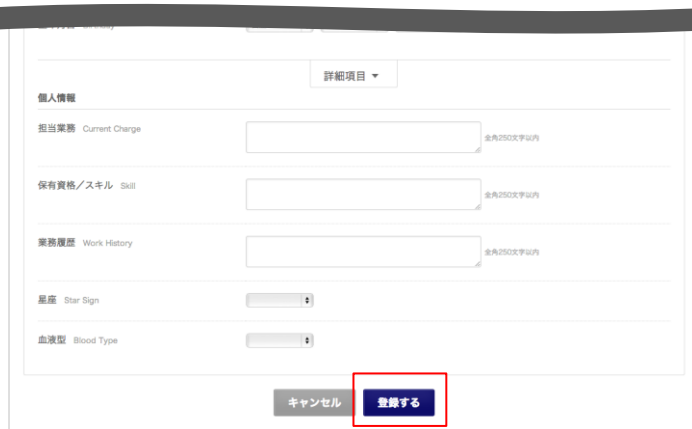 詳細項目 ▼
個人情報
担当業務 Current Charge
全角250文字以内
保有資格／スキル Skill
全角250文字以内
業務履歴 Work History
全角250文字以内
星座 Star Sign
血液型 Blood Type
キャンセル 登録する